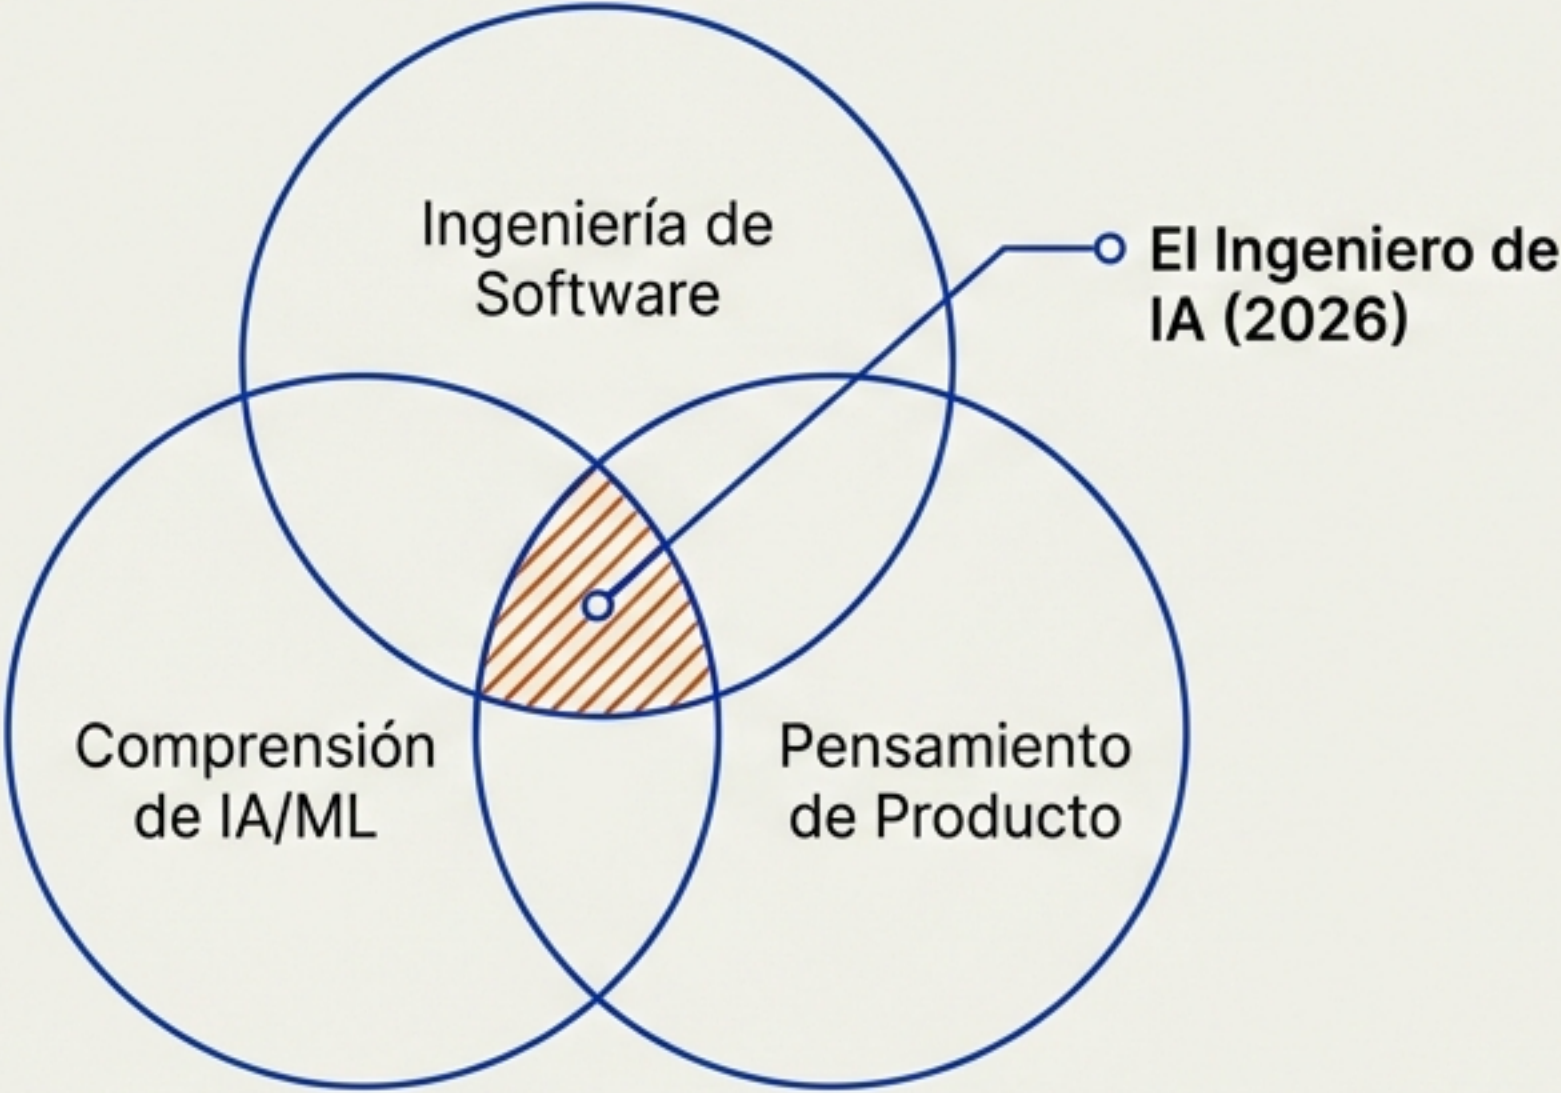 Ingeniería de
Software
El Ingeniero de
IA (2026)
Comprensión
de IA/ML
Pensamiento
de Producto